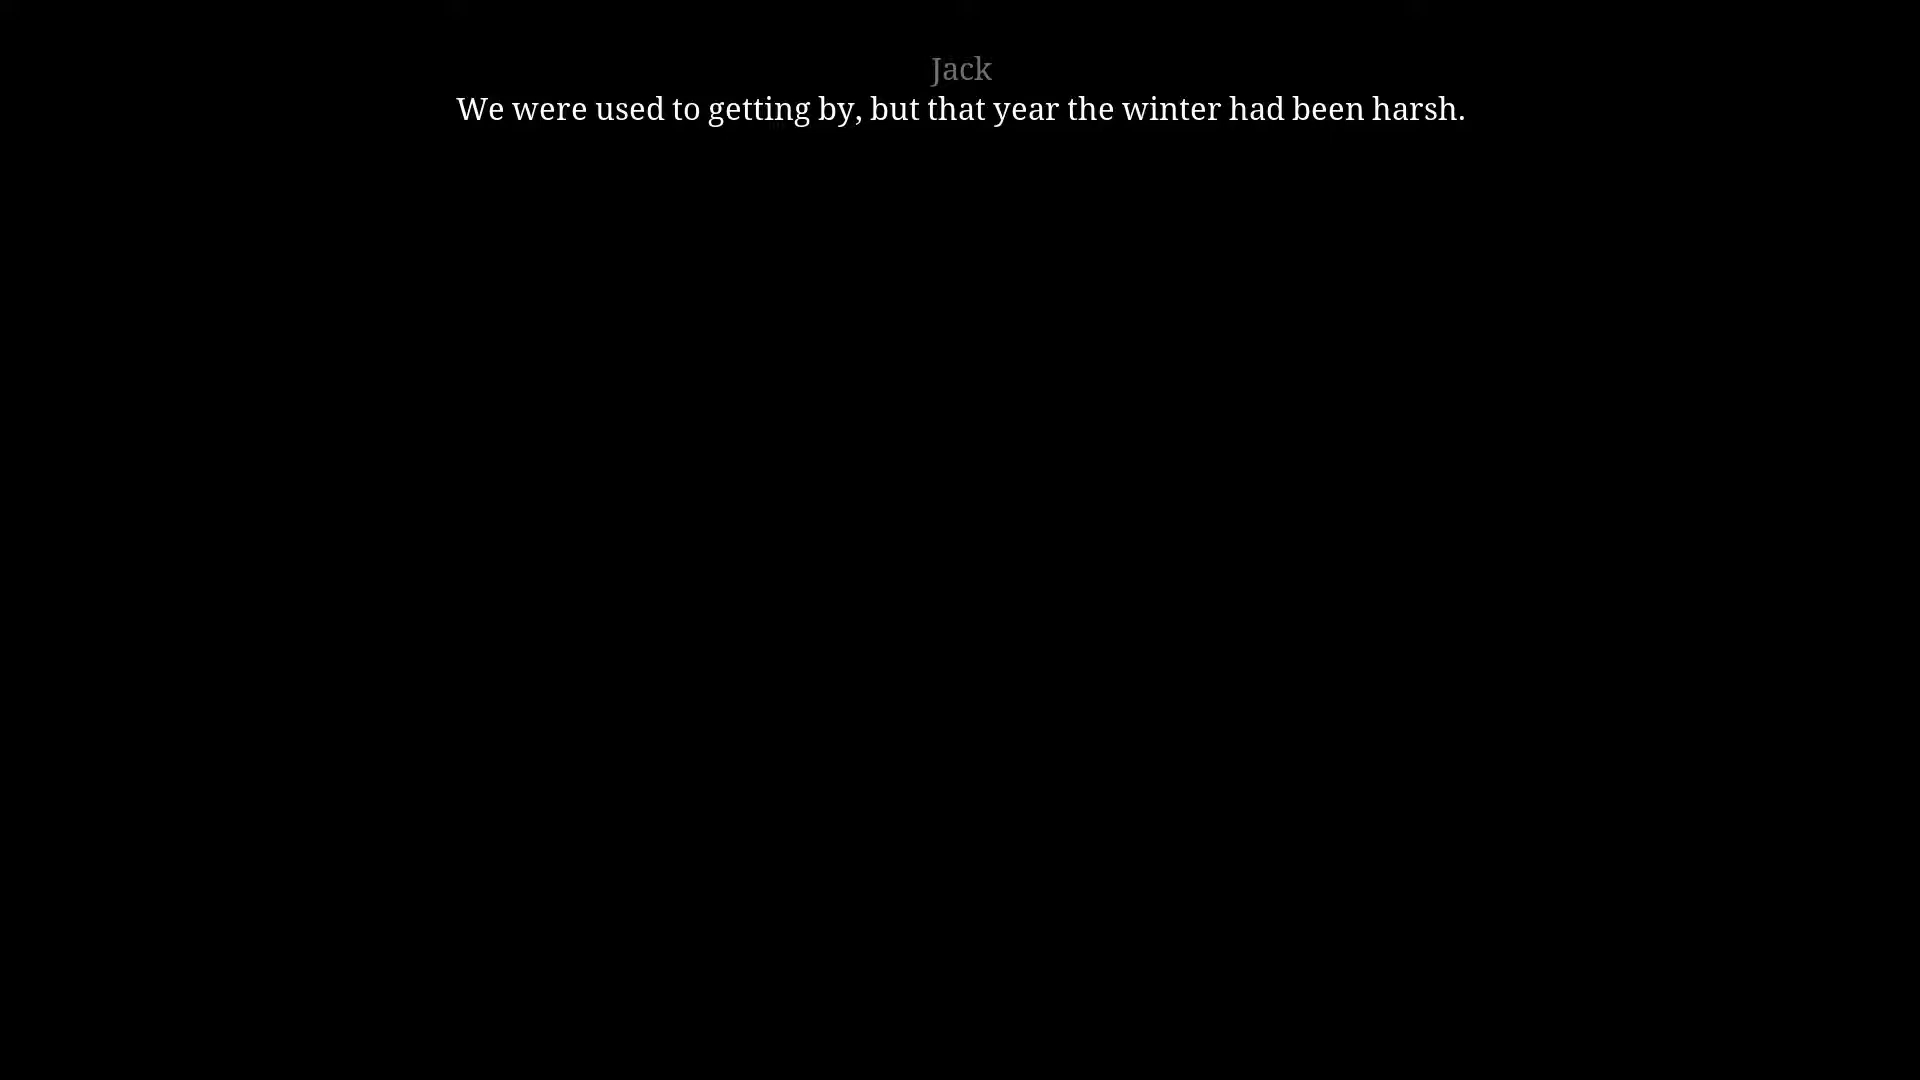 Jack
We were used to getting by, but that year the winter had been harsh.